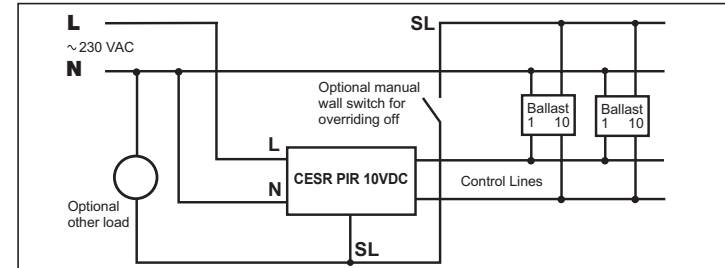 L
~ 230 VAC
N
SL
Optional manual
wall switch for
overriding off
Ballast
1 10
Ballast
1 10
L
N
CESR PIR 10VDC
Control Lines
Optional
other load
SL